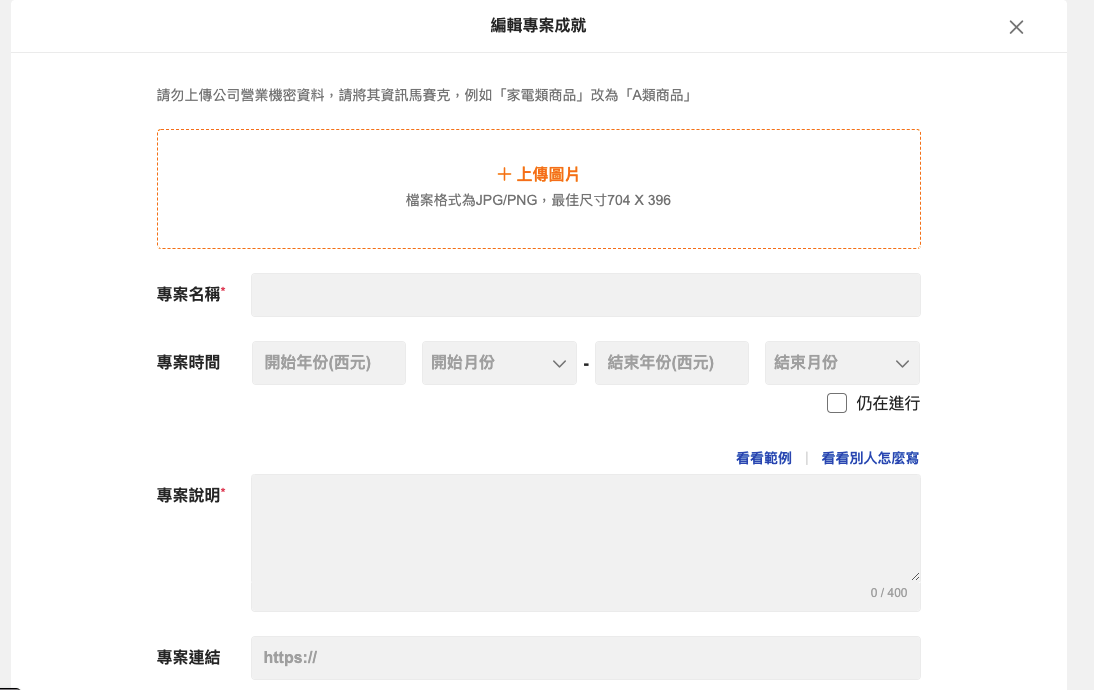 編輯專案成就
請勿上傳公司營業機密資料，請將其資訊馬賽克，例如「家電類商品」改為「A類商品」
＋ 上傳圖片
檔案格式為JPG/PNG，最佳尺寸704 X 396
專案名稱*
專案時間 開始年份(西元) 開始月份 - 結束年份(西元) 結束月份
仍在進行
看看範例 | 看看別人怎麼寫
專案說明*
0 / 400
專案連結 https://